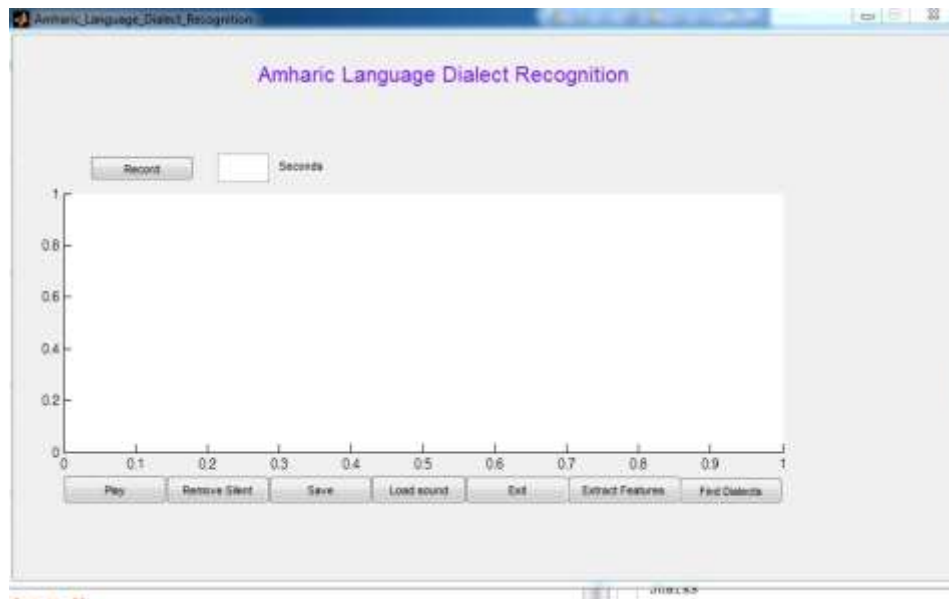 Amharic_Language_Dialect_Recognition
Amharic Language Dialect Recognition
Record Seconds
1
0.8
0.6
0.4
0.2
0
0 0.1 0.2 0.3 0.4 0.5 0.6 0.7 0.8 0.9 1
Play Remove Silent Save Load sound Exit Extract Features Find Dialects